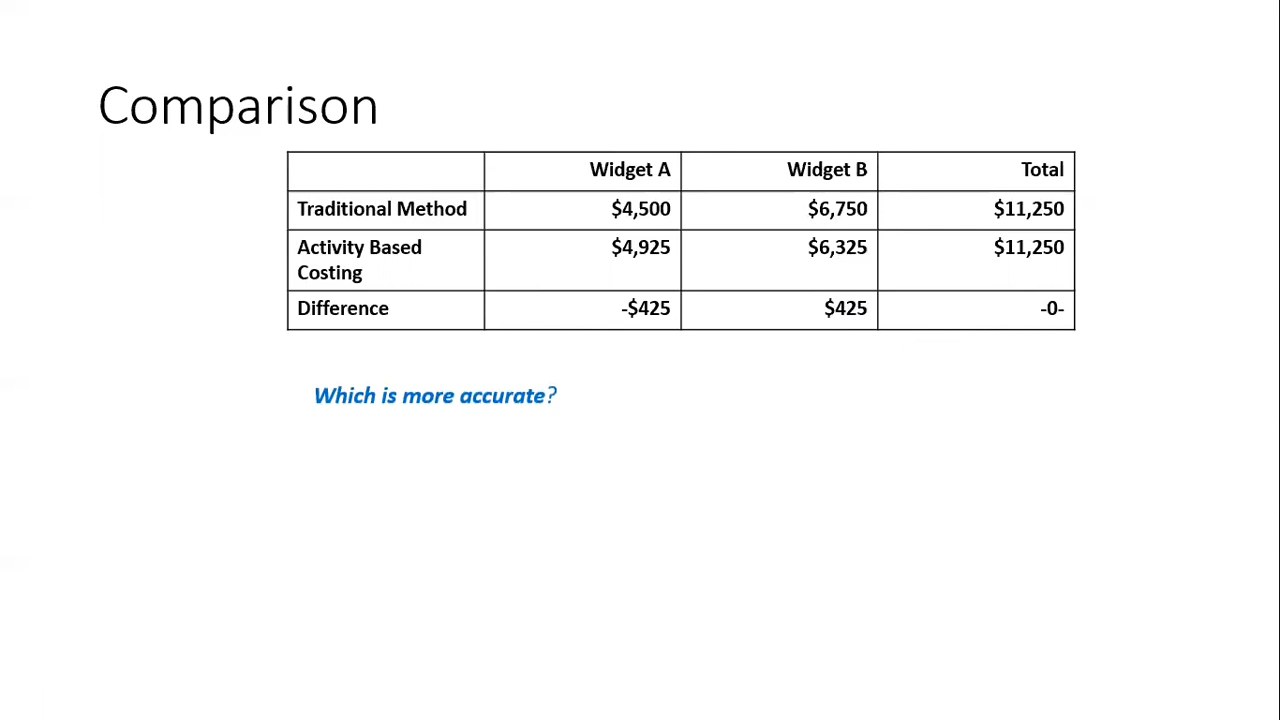 Comparison
Widget A Widget B Total
Traditional Method $4,500 $6,750 $11,250
Activity Based $4,925 $6,325 $11,250
Costing
Difference -$425 $425 -0-
Which is more accurate?